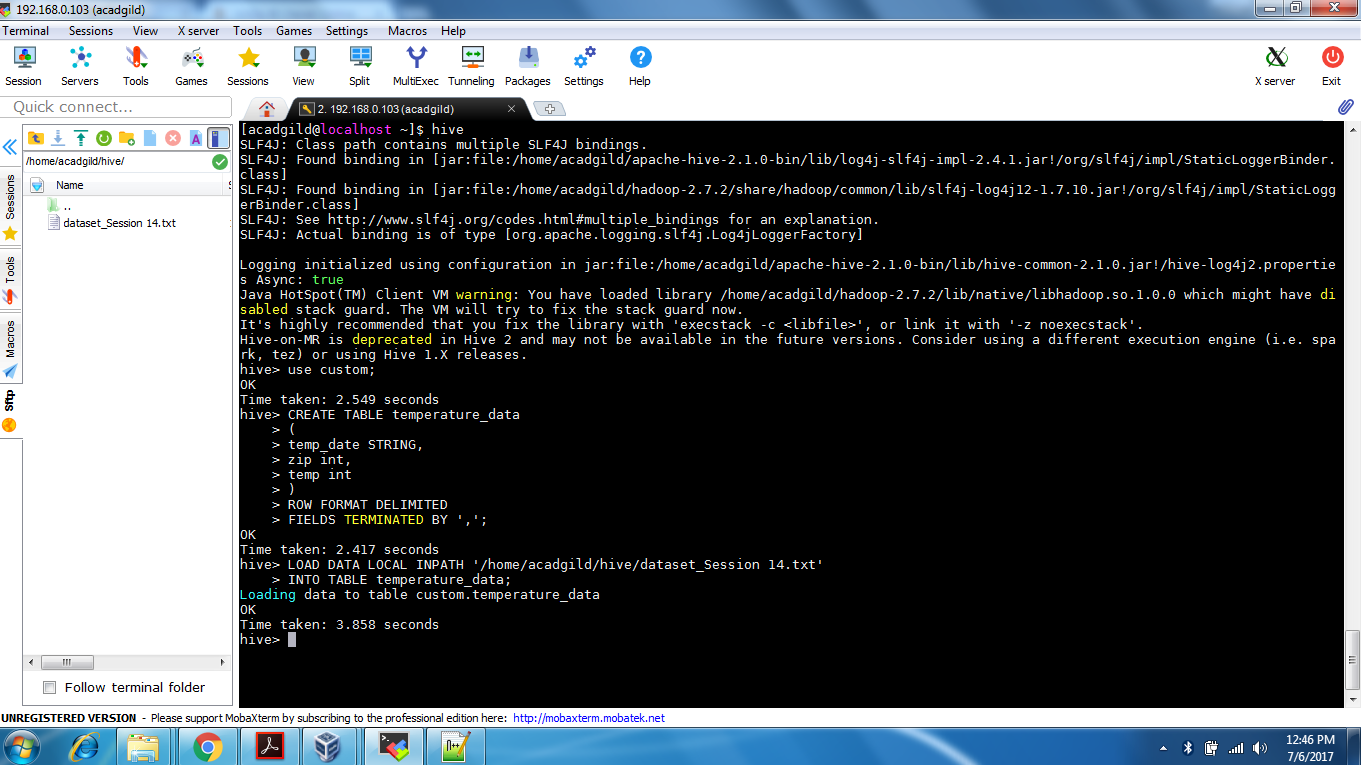 192.168.0.103 (acadgild)
Terminal Sessions View X server Tools Games Settings Macros Help
Session Servers Tools Games Sessions View Split MultiExec Tunneling Packages Settings Help X server Exit
Quick connect...
2. 192.168.0.103 (acadgild)
/home/acadgild/hive/
Name
..
dataset_Session 14.txt
Sessions
Tools
Macros
Sftp
Follow terminal folder
[acadgild@localhost ~]$ hive
SLF4J: Class path contains multiple SLF4J bindings.
SLF4J: Found binding in [jar:file:/home/acadgild/apache-hive-2.1.0-bin/lib/log4j-slf4j-impl-2.4.1.jar!/org/slf4j/impl/StaticLoggerBinder.
class]
SLF4J: Found binding in [jar:file:/home/acadgild/hadoop-2.7.2/share/hadoop/common/lib/slf4j-log4j12-1.7.10.jar!/org/slf4j/impl/StaticLogg
erBinder.class]
SLF4J: See http://www.slf4j.org/codes.html#multiple_bindings for an explanation.
SLF4J: Actual binding is of type [org.apache.logging.slf4j.Log4jLoggerFactory]
Logging initialized using configuration in jar:file:/home/acadgild/apache-hive-2.1.0-bin/lib/hive-common-2.1.0.jar!/hive-log4j2.propertie
s Async: true
Java HotSpot(TM) Client VM warning: You have loaded library /home/acadgild/hadoop-2.7.2/lib/native/libhadoop.so.1.0.0 which might have di
sabled stack guard. The VM will try to fix the stack guard now.
It's highly recommended that you fix the library with 'execstack -c <libfile>', or link it with '-z noexecstack'.
Hive-on-MR is deprecated in Hive 2 and may not be available in the future versions. Consider using a different execution engine (i.e. spa
rk, tez) or using Hive 1.X releases.
hive> use custom;
OK
Time taken: 2.549 seconds
hive> CREATE TABLE temperature_data
> (
> temp_date STRING,
> zip int,
> temp int
> )
> ROW FORMAT DELIMITED
> FIELDS TERMINATED BY ',';
OK
Time taken: 2.417 seconds
hive> LOAD DATA LOCAL INPATH '/home/acadgild/hive/dataset_Session 14.txt'
> INTO TABLE temperature_data;
Loading data to table custom.temperature_data
OK
Time taken: 3.858 seconds
hive>
UNREGISTERED VERSION - Please support MobaXterm by subscribing to the professional edition here: http://mobaxterm.mobatek.net
12:46 PM
7/6/2017